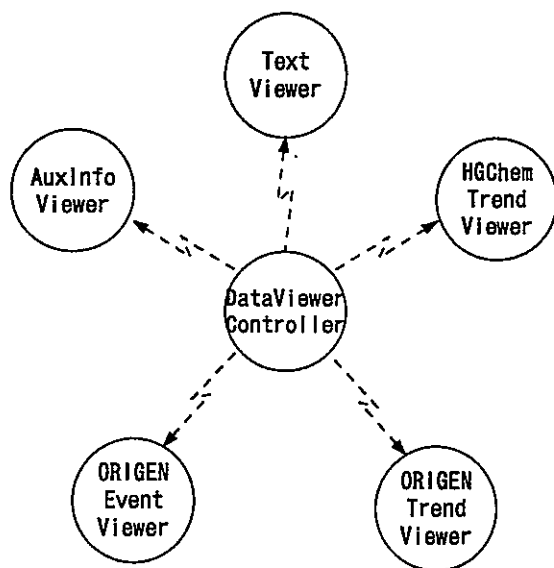 Text
Viewer
AuxInfo
Viewer
HGChem
Trend
Viewer
DataViewer
Controller
ORIGEN
Event
Viewer
ORIGEN
Trend
Viewer